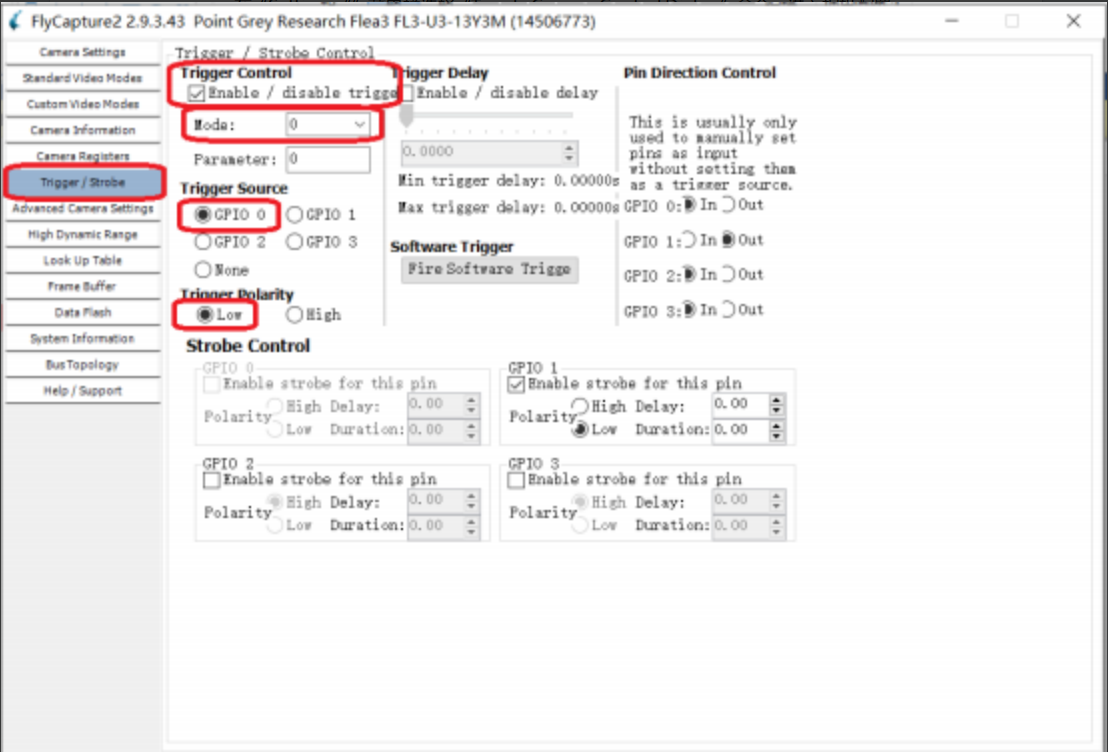 FlyCapture2 2.9.3.43 Point Grey Research Flea3 FL3-U3-13Y3M (14506773)
Camera Settings
Standard Video Modes
Custom Video Modes
Camera Information
Camera Registers
Trigger / Strobe
Advanced Camera Settings
High Dynamic Range
Look Up Table
Frame Buffer
Data Flash
System Information
Bus Topology
Help / Support
Trigger / Strobe Control
Trigger Control
Enable / disable trigge
Mode: 0
Parameter: 0
Trigger Source
GPIO 0 GPIO 1
GPIO 2 GPIO 3
None
Trigger Polarity
Low High
Trigger Delay
Enable / disable delay
0.0000
Min trigger delay: 0.00000s
Max trigger delay: 0.00000s
Software Trigger
Fire Software Trigge
Pin Direction Control
This is usually only
used to manually set
pins as input
without setting them
as a trigger source.
GPIO 0: In Out
GPIO 1: In Out
GPIO 2: In Out
GPIO 3: In Out
Strobe Control
GPIO 0
Enable strobe for this pin
Polarity High Delay: 0.00
Low Duration: 0.00
GPIO 1
Enable strobe for this pin
Polarity High Delay: 0.00
Low Duration: 0.00
GPIO 2
Enable strobe for this pin
Polarity High Delay: 0.00
Low Duration: 0.00
GPIO 3
Enable strobe for this pin
Polarity High Delay: 0.00
Low Duration: 0.00